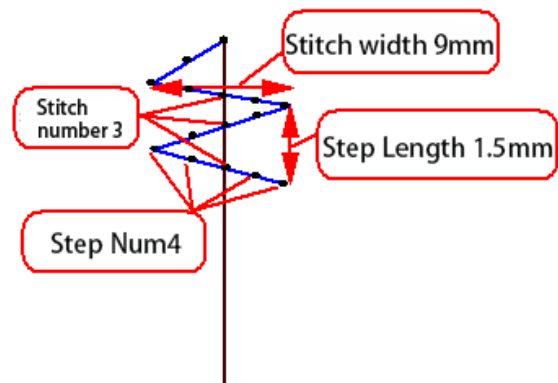 Stitch width 9mm
Stitch
number 3
Step Length 1.5mm
Step Num4